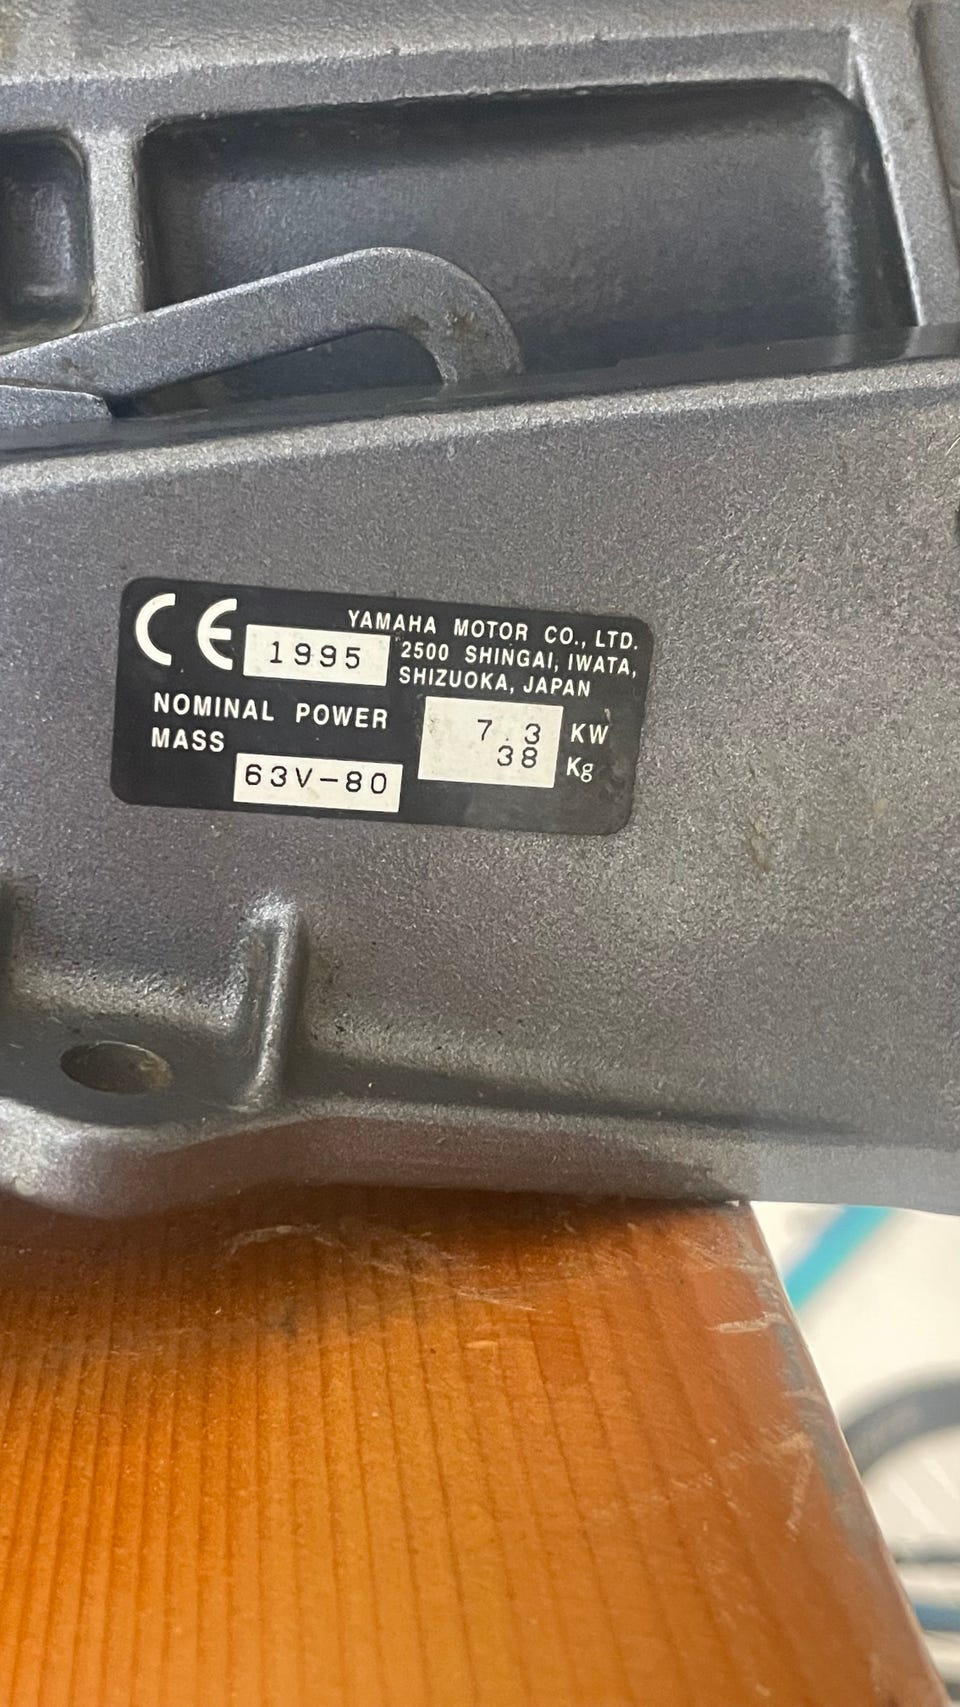 CE 1995
YAMAHA MOTOR CO., LTD.
2500 SHINGAI, IWATA,
SHIZUOKA, JAPAN
NOMINAL POWER 7.3 KW
MASS 38 Kg
63V-80